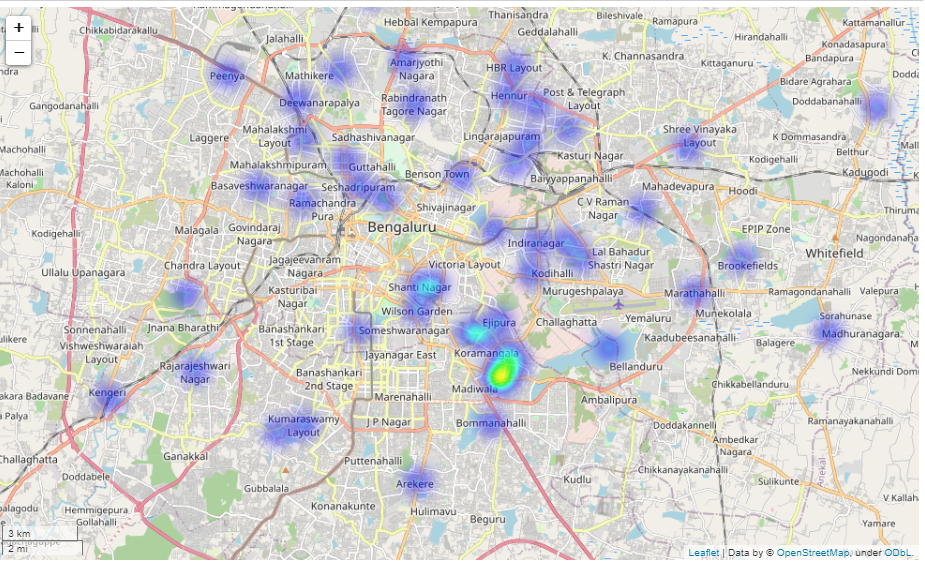 +
−
Chikkabidarakallu
Jalahalli
Hebbal Kempapura
Thanisandra
Geddalahalli
Bileshivale
Ramapura
Hirandahalli
Kattamanallur
Konadasapura
Bandapura
Peenya
Mathikere
Amarjyothi
Nagara
HBR Layout
K. Channasandra
Kittaganuru
Bidare Agrahara
Gangodanahalli
Deewanarapalya
Rabindranath
Tagore Nagar
Hennur
Post & Telegraph
Layout
Doddabanahalli
Laggere
Mahalakshmi
Layout
Sadhashivanagar
Lingarajapuram
Shree Vinayaka
Layout
K Dommasandra
Machohalli
Kaloni
Mahalakshmipuram
Guttahalli
Benson Town
Kasturi Nagar
Kodigehalli
Belthur
Kadugodi
Basaveshwaranagar
Seshadripuram
Baiyyappanahalli
Mahadevapura
Hoodi
Ramachandra
Pura
Shivajinagar
C V Raman
Nagar
Kodigehalli
Malagala
Govindaraj
Nagara
Bengaluru
Indiranagar
EPIP Zone
Nagondanaha
Whitefield
Ullalu Upanagara
Chandra Layout
Jagajeevanram
Nagara
Victoria Layout
Kodihalli
Lal Bahadur
Shastri Nagar
Brookefields
Kasturibai
Nagar
Shanti Nagar
Murugeshpalaya
Marathahalli
Ramagondanahalli
Valepura
Sonnenahalli
Jnana Bharathi
Wilson Garden
Munekolala
Vishweshwaraiah
Layout
Banashankari
1st Stage
Someshwaranagar
Ejipura
Challaghatta
Yemaluru
Kaadubeesanahalli
Sorahunase
Madhuranagara
Balagere
Rajarajeshwari
Nagar
Jayanagar East
Koramangala
Bellanduru
Nekkundi Dom
Banashankari
2nd Stage
Madiwala
Chikkabellanduru
Kengeri
Marenahalli
Ambalipura
Kumaraswamy
Layout
J P Nagar
Bommanahalli
Doddakannelli
Ramanayakanahalli
Ambedkar
Nagara
Ganakkal
Puttenahalli
Challaghatta
Doddabele
Gubbalala
Arekere
Kudlu
Chikkanayakanahalli
Sulikunte
Anekal
Hemmigepura
Gollahalli
Konanakunte
Hulimavu
Beguru
V Kallah
Yamare
3 km
2 mi
Leaflet | Data by © OpenStreetMap, under ODbL.